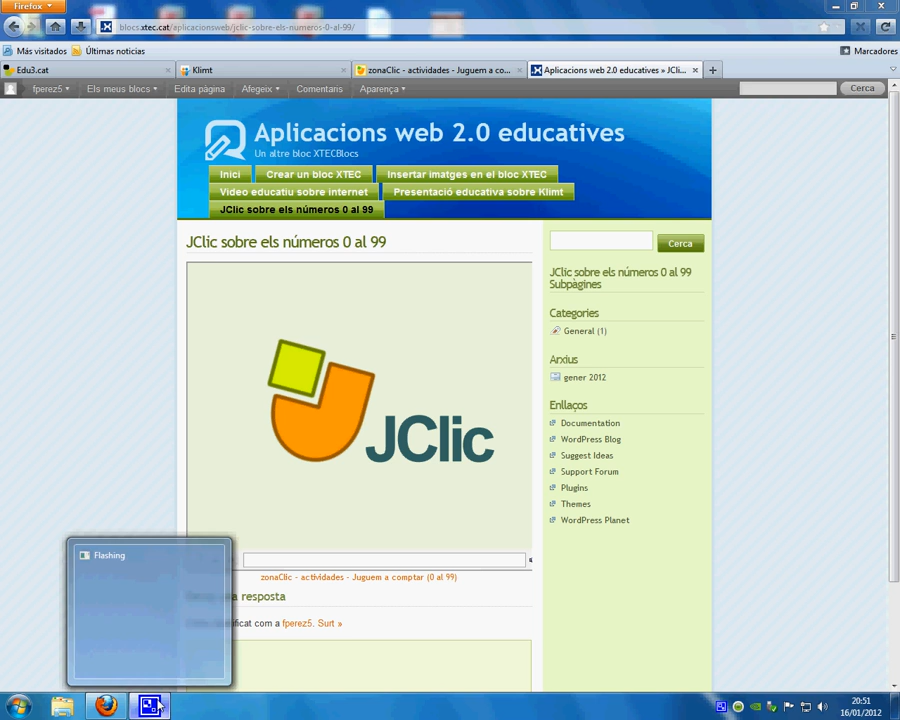 Firefox
blocs.xtec.cat/aplicacionsweb/jclic-sobre-els-números-0-al-99/
Más visitados
Últimas noticias
Marcadores
Edu3.cat
Klimt
zonaClic - actividades - Juguem a co...
Aplicacions web 2.0 educatives » JCli...
fperez5
Els meus blocs
Edita pàgina
Afegeix
Comentaris
Aparença
Cerca
Aplicacions web 2.0 educatives
Un altre bloc XTECBlocs
Inici
Crear un bloc XTEC
Insertar imatges en el bloc XTEC
Video educatiu sobre internet
Presentació educativa sobre Klimt
JClic sobre els números 0 al 99
JClic sobre els números 0 al 99
JClic
zonaClic - actividades - Juguem a comptar (0 al 99)
una resposta
ificat com a fperez5. Surt »
Cerca
JClic sobre els números 0 al 99
Subpàgines
Categories
General (1)
Arxius
gener 2012
Enllaços
Documentation
WordPress Blog
Suggest Ideas
Support Forum
Plugins
Themes
WordPress Planet
Flashing
20:51
16/01/2012